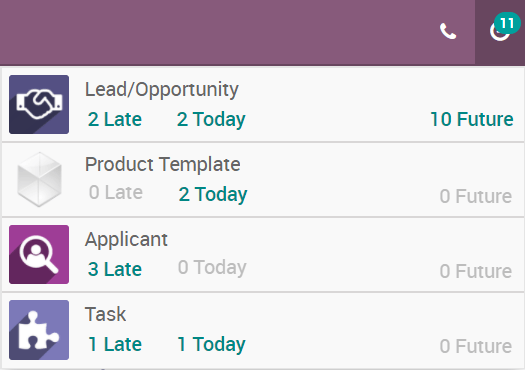 11
Lead/Opportunity
2 Late 2 Today 10 Future
Product Template
0 Late 2 Today 0 Future
Applicant
3 Late 0 Today 0 Future
Task
1 Late 1 Today 0 Future